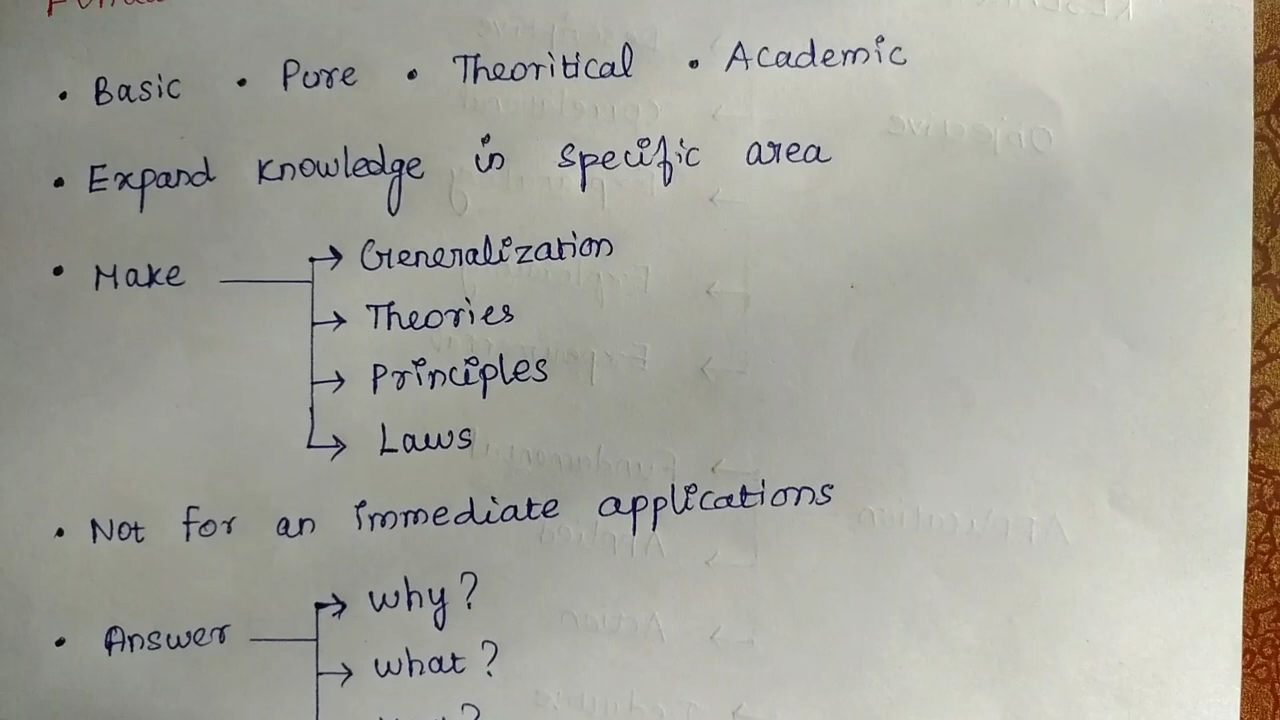 • Basic • Pure • Theoritical • Academic
• Expand knowledge in specific area
• Make → Generalization
→ Theories
→ Principles
→ Laws
• Not for an immediate applications
• Answer → why?
→ what?